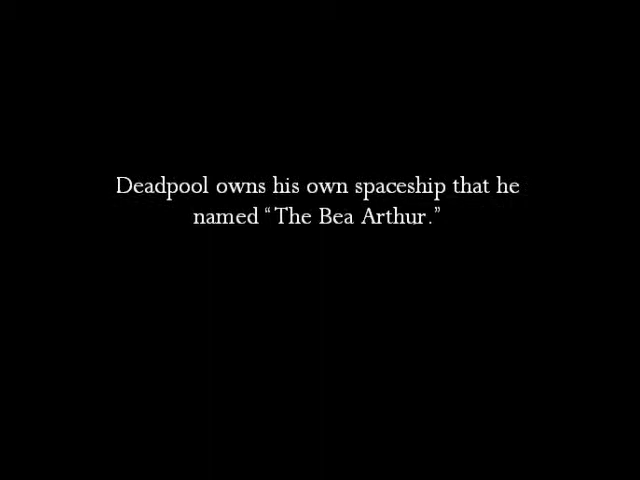 Deadpool owns his own spaceship that he
named “The Bea Arthur.”